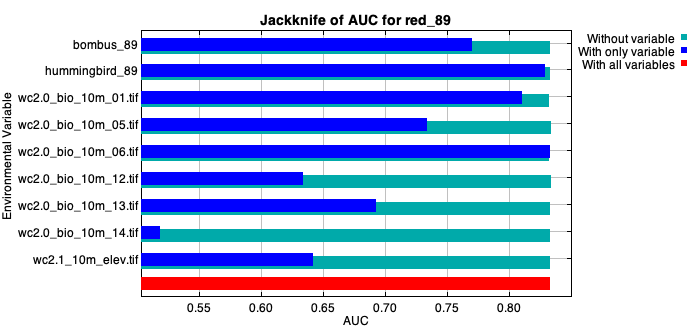 Jackknife of AUC for red_89
Without variable
With only variable
With all variables
Environmental Variable
bombus_89
hummingbird_89
wc2.0_bio_10m_01.tif
wc2.0_bio_10m_05.tif
wc2.0_bio_10m_06.tif
wc2.0_bio_10m_12.tif
wc2.0_bio_10m_13.tif
wc2.0_bio_10m_14.tif
wc2.1_10m_elev.tif
0.55 0.60 0.65 0.70 0.75 0.80
AUC